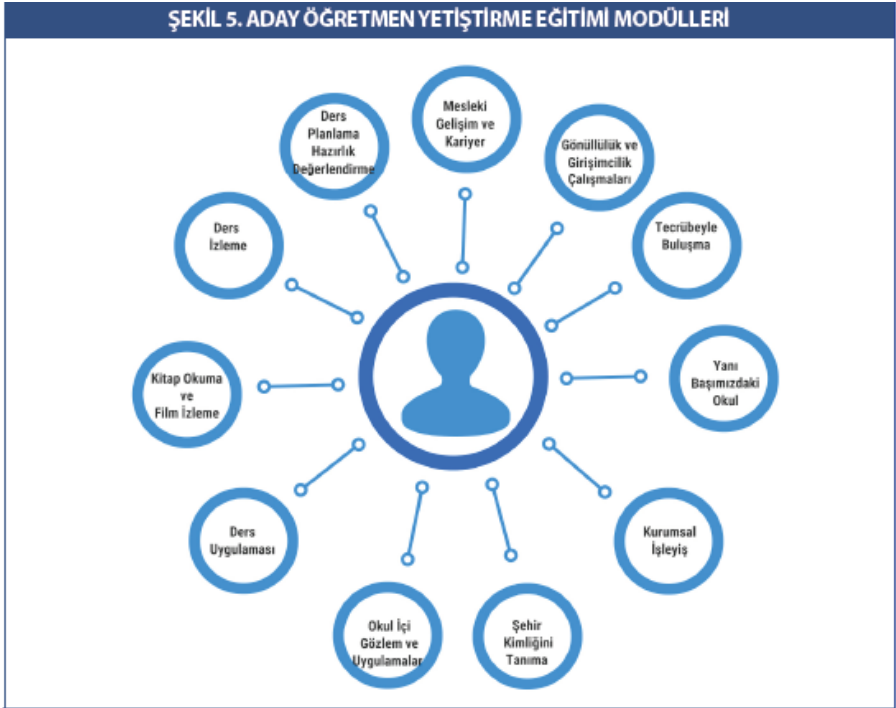 ŞEKİL 5. ADAY ÖĞRETMEN YETİŞTİRME EĞİTİMİ MODÜLLERİ
Mesleki
Gelişim ve
Kariyer
Gönüllülük ve
Girişimcilik
Çalışmaları
Tecrübeyle
Buluşma
Yanı
Başımızdaki
Okul
Kurumsal
İşleyiş
Şehir
Kimliğini
Tanıma
Okul İçi
Gözlem ve
Uygulamalar
Ders
Uygulaması
Kitap Okuma
ve
Film İzleme
Ders
İzleme
Ders
Planlama
Hazırlık
Değerlendirme